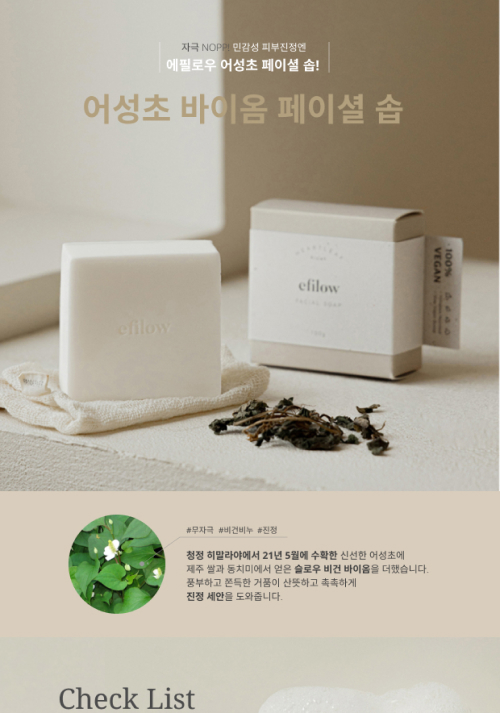 자극 NOPP! 민감성 피부진정엔
에필로우 어성초 페이셜 솝!
어성초 바이옴 페이셜 솝
efilow
efilow
FACIAL SOAP
100%
VEGAN
#무자극 #비건비누 #진정
청정 히말라야에서 21년 5월에 수확한 신선한 어성초에
제주 쌀과 동치미에서 얻은 슬로우 비건 바이옴을 더했습니다.
풍부하고 쫀득한 거품이 산뜻하고 촉촉하게
진정 세안을 도와줍니다.
Check List